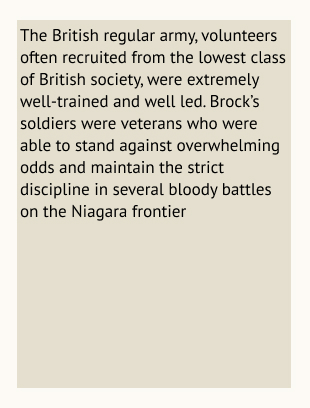 The British regular army, volunteers
often recruited from the lowest class
of British society, were extremely
well-trained and well led. Brock’s
soldiers were veterans who were
able to stand against overwhelming
odds and maintain the strict
discipline in several bloody battles
on the Niagara frontier